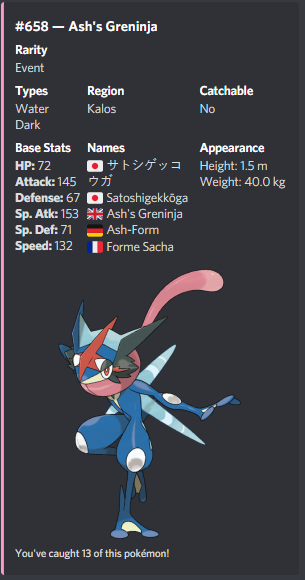 #658 — Ash's Greninja
Rarity
Event
Types
Water
Dark
Region
Kalos
Catchable
No
Base Stats
HP: 72
Attack: 145
Defense: 67
Sp. Atk: 153
Sp. Def: 71
Speed: 132
Names
サトシゲッコ
ウガ
Satoshigekkōga
Ash's Greninja
Ash-Form
Forme Sacha
Appearance
Height: 1.5 m
Weight: 40.0 kg
You've caught 13 of this pokémon!